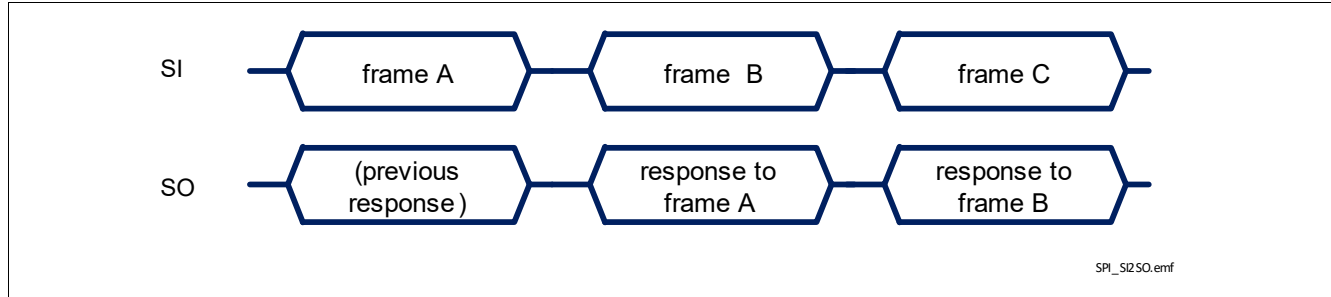 SI
frame A
frame B
frame C
SO
(previous
response)
response to
frame A
response to
frame B
SPI_SI2SO.emf